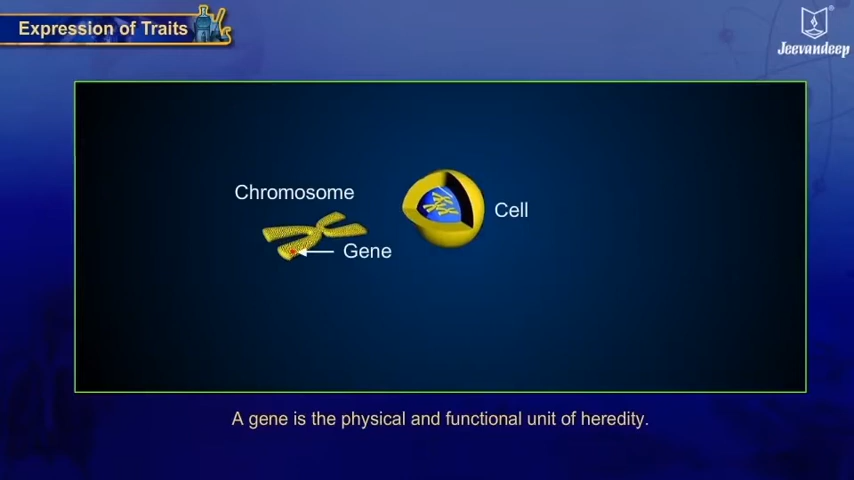 Expression of Traits
Jeevandeep
Chromosome
Cell
Gene
A gene is the physical and functional unit of heredity.